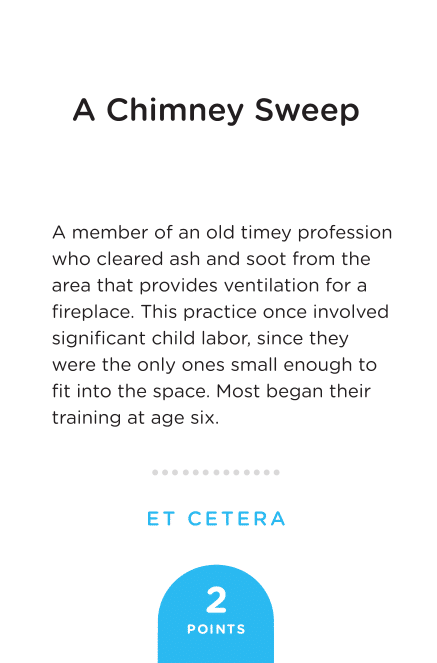 A Chimney Sweep
A member of an old timey profession
who cleared ash and soot from the
area that provides ventilation for a
fireplace. This practice once involved
significant child labor, since they
were the only ones small enough to
fit into the space. Most began their
training at age six.
ET CETERA
2
POINTS